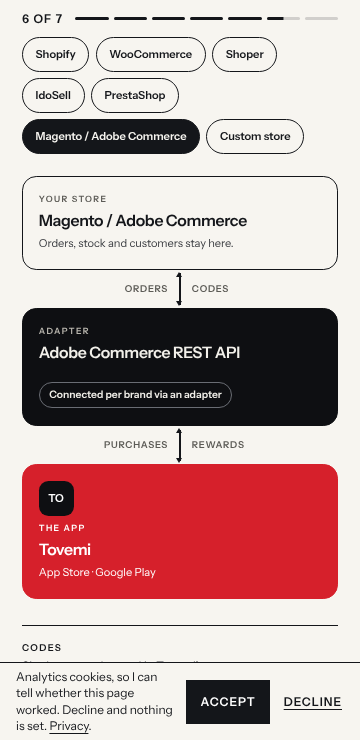 6 OF 7
Shopify
WooCommerce
Shoper
IdoSell
PrestaShop
Magento / Adobe Commerce
Custom store
YOUR STORE
Magento / Adobe Commerce
Orders, stock and customers stay here.
ORDERS
CODES
ADAPTER
Adobe Commerce REST API
Connected per brand via an adapter
PURCHASES
REWARDS
TO
THE APP
Tovemi
App Store · Google Play
CODES
Analytics cookies, so I can
tell whether this page
worked. Decline and nothing
is set. Privacy.
ACCEPT
DECLINE